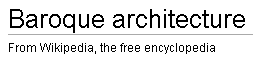 Baroque architecture
From Wikipedia, the free encyclopedia